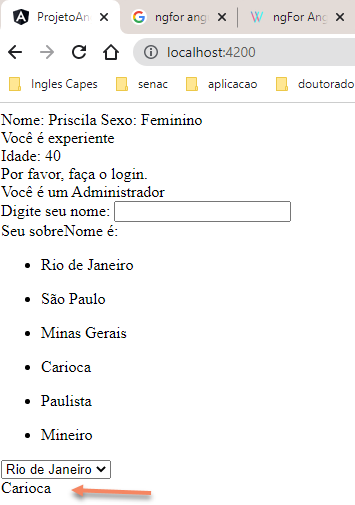 ProjetoAn
ngfor ang
ngFor Ang
localhost:4200
Ingles Capes
senac
aplicacao
doutorado
Nome: Priscila Sexo: Feminino
Você é experiente
Idade: 40
Por favor, faça o login.
Você é um Administrador
Digite seu nome:
Seu sobreNome é:
Rio de Janeiro
São Paulo
Minas Gerais
Carioca
Paulista
Mineiro
Rio de Janeiro
Carioca